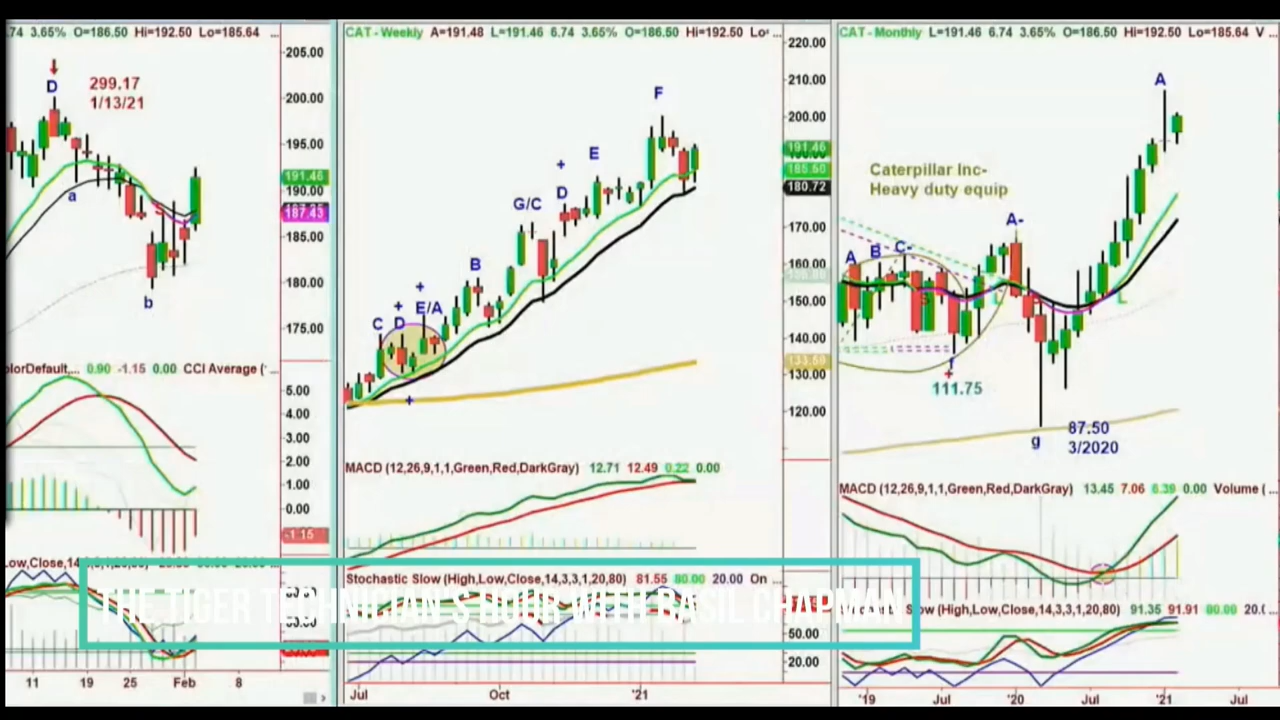 .74 3.65% O=186.50 Hi=192.50 Lo=185.64 ...
205.00
D
299.17
1/13/21
200.00
195.00
191.46
190.00
a
187.43
185.00
b
180.00
175.00
olorDefault,... 0.90 -1.15 0.00 CCI Average (
5.00
4.00
3.00
2.00
1.00
0.00
-1.15
11 19 25 Feb 8
CAT - Weekly A=191.48 L=191.46 6.74 3.65% O=186.50 Hi=192.50 Lo ...
220.00
210.00
F
200.00
191.46
E
185.50
+
D
180.72
G/C
170.00
B
160.00
+
+ E/A
150.00
C D
140.00
133.50
130.00
+
120.00
MACD (12,26,9,1,1,Green,Red,DarkGray) 12.71 12.49 0.22 0.00
Stochastic Slow (High,Low,Close,14,3,3,1,20,80) 81.55 80.00 20.00 On ...
50.00
20.00
Jul Oct '21
CAT - Monthly L=191.46 6.74 3.65% O=186.50 Hi=192.50 Lo=185.64 V ...
A
Caterpillar Inc-
Heavy duty equip
A-
A B C-
S L L
+
111.75
87.50
g
3/2020
MACD (12,26,9,1,1,Green,Red,DarkGray) 13.45 7.06 6.39 0.00 Volume ( ...
Slow (High,Low,Close,14,3,3,1,20,80) 91.35 91.91 80.00 20.( ...
'19 Jul '20 Jul '21 Jul
THE TIGER TECHNICIAN'S HOUR WITH BASIL CHAPMAN